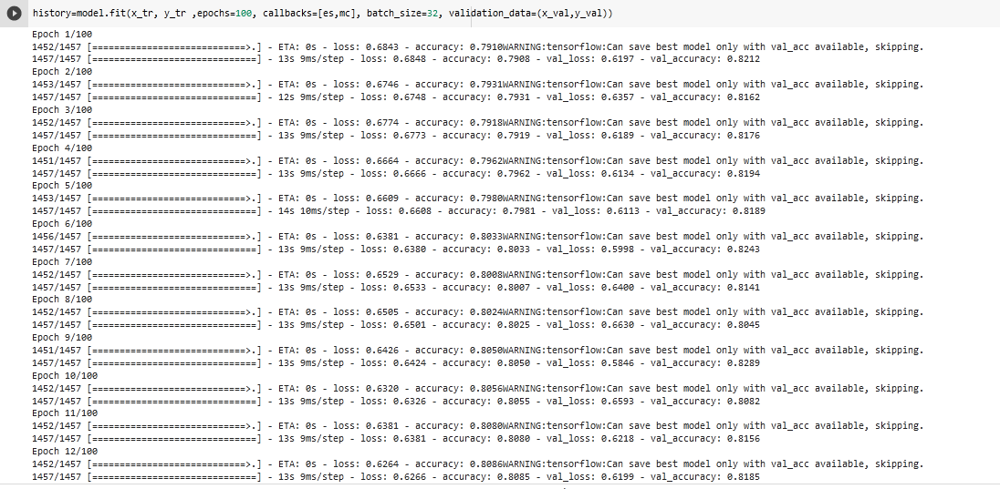 history=model.fit(x_tr, y_tr ,epochs=100, callbacks=[es,mc], batch_size=32, validation_data=(x_val,y_val))
Epoch 1/100
1452/1457 [============================>.] - ETA: 0s - loss: 0.6843 - accuracy: 0.7910WARNING:tensorflow:Can save best model only with val_acc available, skipping.
1457/1457 [==============================] - 13s 9ms/step - loss: 0.6848 - accuracy: 0.7908 - val_loss: 0.6197 - val_accuracy: 0.8212
Epoch 2/100
1453/1457 [============================>.] - ETA: 0s - loss: 0.6746 - accuracy: 0.7931WARNING:tensorflow:Can save best model only with val_acc available, skipping.
1457/1457 [==============================] - 12s 9ms/step - loss: 0.6748 - accuracy: 0.7931 - val_loss: 0.6357 - val_accuracy: 0.8162
Epoch 3/100
1452/1457 [============================>.] - ETA: 0s - loss: 0.6774 - accuracy: 0.7918WARNING:tensorflow:Can save best model only with val_acc available, skipping.
1457/1457 [==============================] - 13s 9ms/step - loss: 0.6773 - accuracy: 0.7919 - val_loss: 0.6189 - val_accuracy: 0.8176
Epoch 4/100
1451/1457 [============================>.] - ETA: 0s - loss: 0.6664 - accuracy: 0.7962WARNING:tensorflow:Can save best model only with val_acc available, skipping.
1457/1457 [==============================] - 13s 9ms/step - loss: 0.6666 - accuracy: 0.7962 - val_loss: 0.6134 - val_accuracy: 0.8194
Epoch 5/100
1453/1457 [============================>.] - ETA: 0s - loss: 0.6609 - accuracy: 0.7980WARNING:tensorflow:Can save best model only with val_acc available, skipping.
1457/1457 [==============================] - 14s 10ms/step - loss: 0.6608 - accuracy: 0.7981 - val_loss: 0.6113 - val_accuracy: 0.8189
Epoch 6/100
1456/1457 [============================>.] - ETA: 0s - loss: 0.6381 - accuracy: 0.8033WARNING:tensorflow:Can save best model only with val_acc available, skipping.
1457/1457 [==============================] - 13s 9ms/step - loss: 0.6380 - accuracy: 0.8033 - val_loss: 0.5998 - val_accuracy: 0.8243
Epoch 7/100
1452/1457 [============================>.] - ETA: 0s - loss: 0.6529 - accuracy: 0.8008WARNING:tensorflow:Can save best model only with val_acc available, skipping.
1457/1457 [==============================] - 13s 9ms/step - loss: 0.6533 - accuracy: 0.8007 - val_loss: 0.6400 - val_accuracy: 0.8141
Epoch 8/100
1452/1457 [============================>.] - ETA: 0s - loss: 0.6505 - accuracy: 0.8024WARNING:tensorflow:Can save best model only with val_acc available, skipping.
1457/1457 [==============================] - 13s 9ms/step - loss: 0.6501 - accuracy: 0.8025 - val_loss: 0.6630 - val_accuracy: 0.8045
Epoch 9/100
1451/1457 [============================>.] - ETA: 0s - loss: 0.6426 - accuracy: 0.8050WARNING:tensorflow:Can save best model only with val_acc available, skipping.
1457/1457 [==============================] - 13s 9ms/step - loss: 0.6424 - accuracy: 0.8050 - val_loss: 0.5846 - val_accuracy: 0.8289
Epoch 10/100
1452/1457 [============================>.] - ETA: 0s - loss: 0.6320 - accuracy: 0.8056WARNING:tensorflow:Can save best model only with val_acc available, skipping.
1457/1457 [==============================] - 13s 9ms/step - loss: 0.6326 - accuracy: 0.8055 - val_loss: 0.6593 - val_accuracy: 0.8082
Epoch 11/100
1452/1457 [============================>.] - ETA: 0s - loss: 0.6381 - accuracy: 0.8080WARNING:tensorflow:Can save best model only with val_acc available, skipping.
1457/1457 [==============================] - 13s 9ms/step - loss: 0.6381 - accuracy: 0.8080 - val_loss: 0.6218 - val_accuracy: 0.8156
Epoch 12/100
1452/1457 [============================>.] - ETA: 0s - loss: 0.6264 - accuracy: 0.8086WARNING:tensorflow:Can save best model only with val_acc available, skipping.
1457/1457 [==============================] - 13s 9ms/step - loss: 0.6266 - accuracy: 0.8085 - val_loss: 0.6199 - val_accuracy: 0.8185